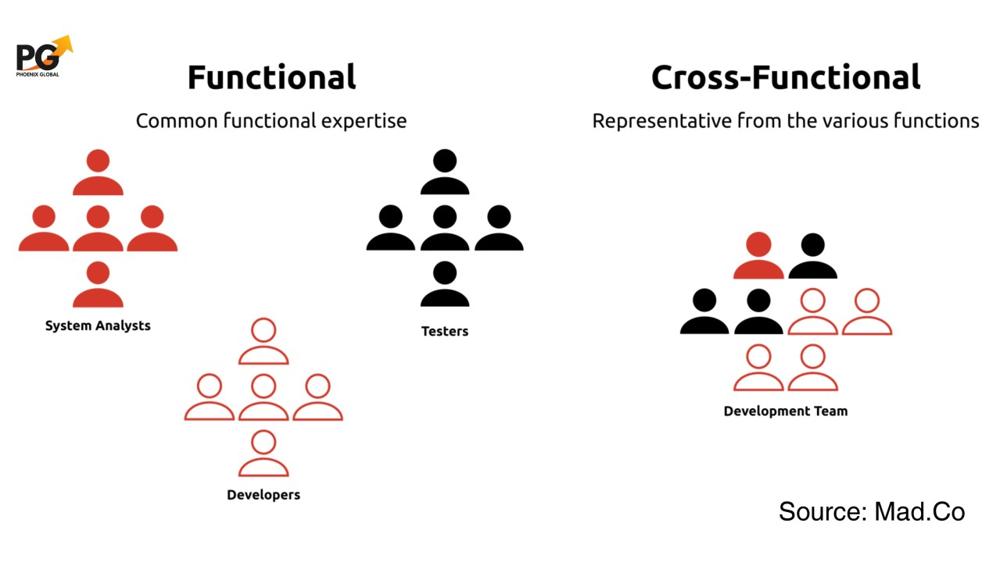 PG
PHOENIX GLOBAL
Functional
Common functional expertise
System Analysts
Testers
Developers
Cross-Functional
Representative from the various functions
Development Team
Source: Mad.Co